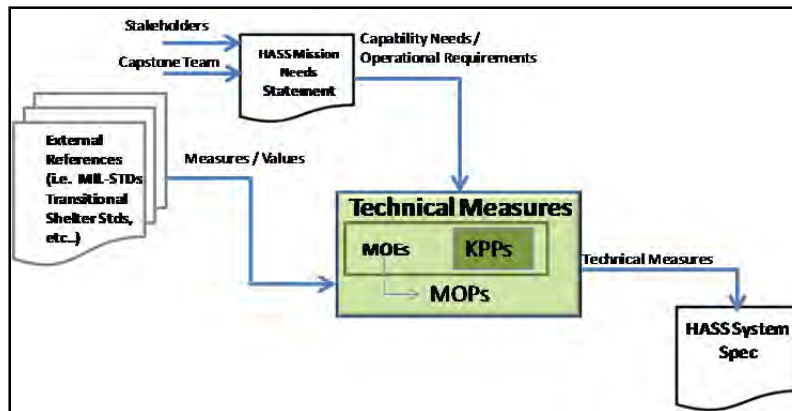 Stakeholders
Capstone Team
HASS Mission
Needs
Statement
Capability Needs /
Operational Requirements
External
References
(i.e. MIL-STDs
Transitional
Shelter Stds,
etc..)
Measures / Values
Technical Measures
MOEs
KPPs
MOPs
Technical Measures
HASS System
Spec